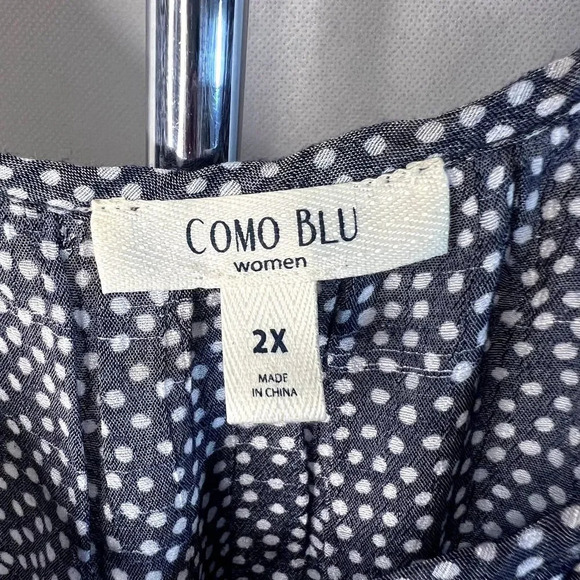 COMO BLU
women
2X
MADE
IN CHINA